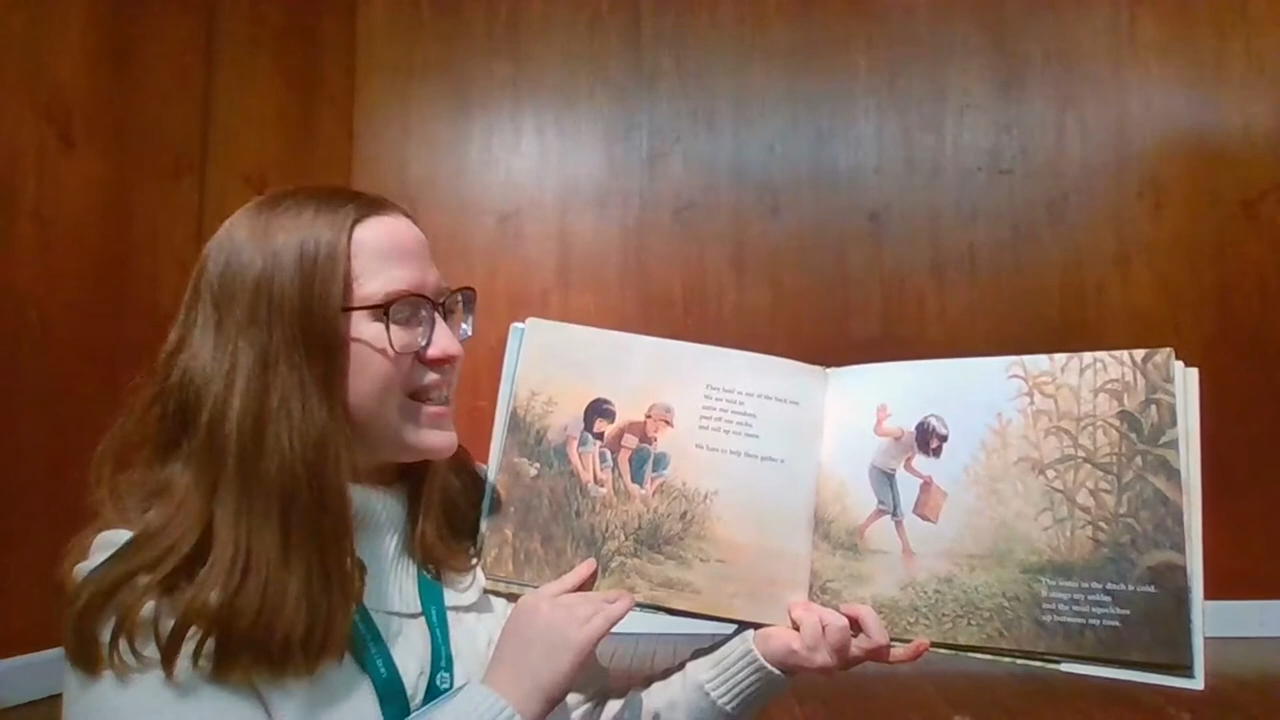 They haul us out of the back seat.
We are told to
untie our sneakers,
peel off our socks,
and roll up our jeans.
We have to help them gather it.
The water in the ditch is cold.
It stings my ankles
and the mud squelches
up between my toes.